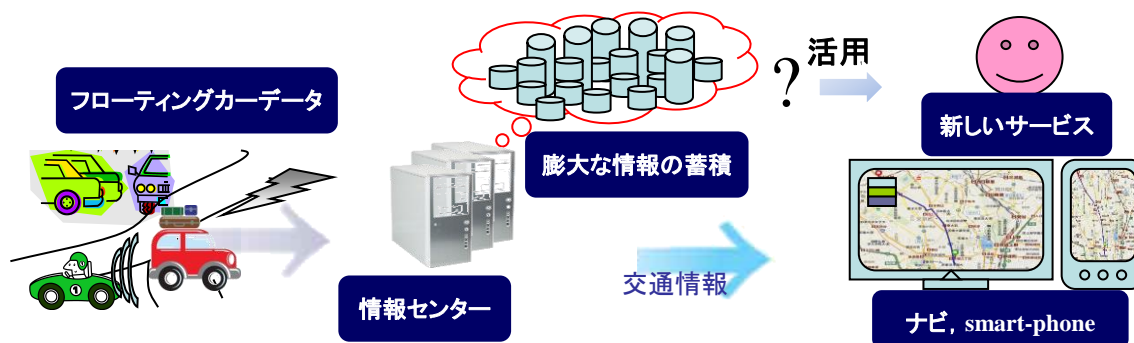 フローティングカーデータ
情報センター
膨大な情報の蓄積
?
活用
新しいサービス
交通情報
ナビ, smart-phone
1